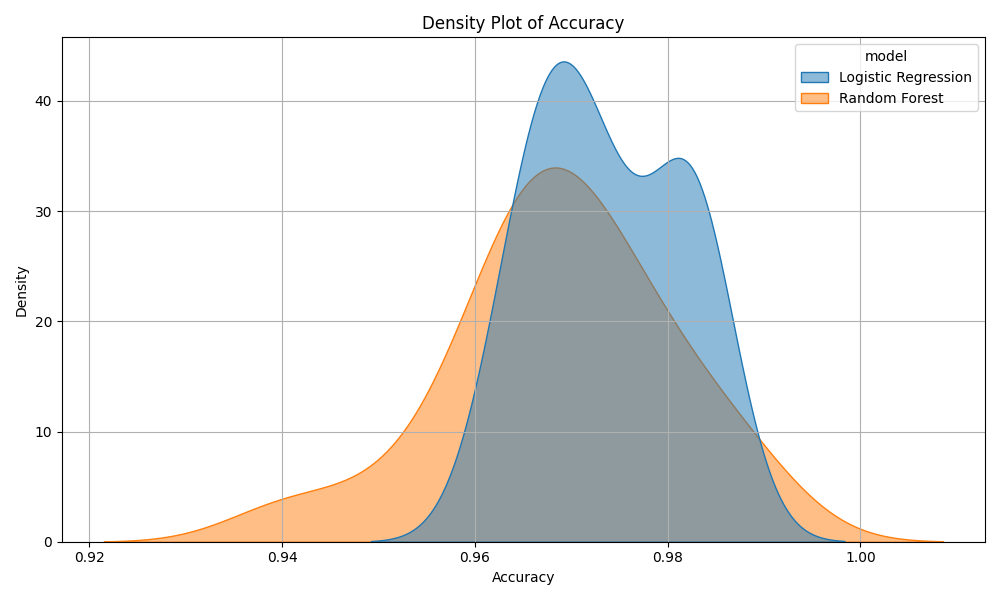 Density Plot of Accuracy
model
Logistic Regression
Random Forest
Density
40
30
20
10
0
0.92
0.94
0.96
0.98
1.00
Accuracy